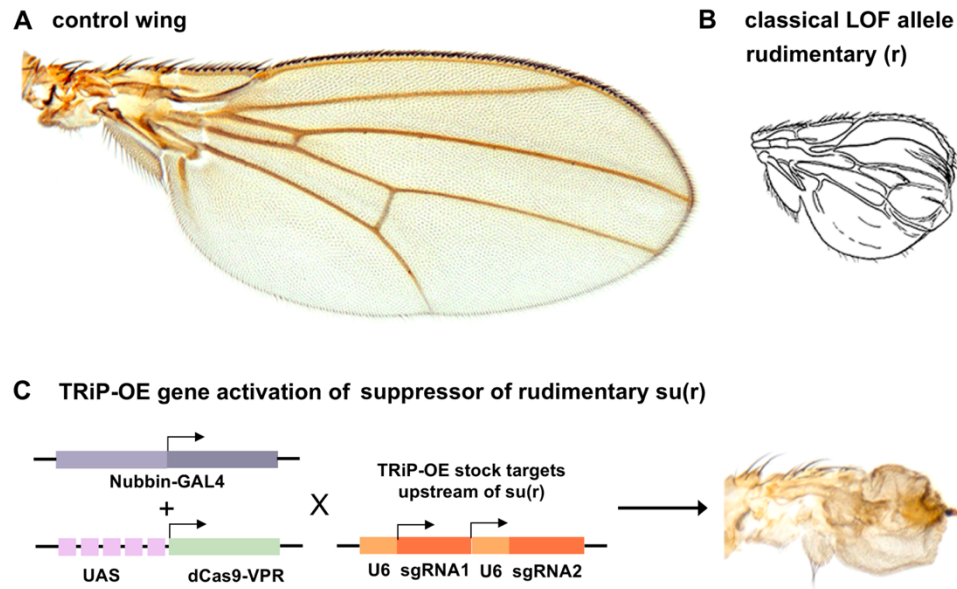 A control wing
B classical LOF allele
rudimentary (r)
C TRiP-OE gene activation of suppressor of rudimentary su(r)
Nubbin-GAL4
+
UAS dCas9-VPR
X
TRiP-OE stock targets
upstream of su(r)
U6 sgRNA1 U6 sgRNA2